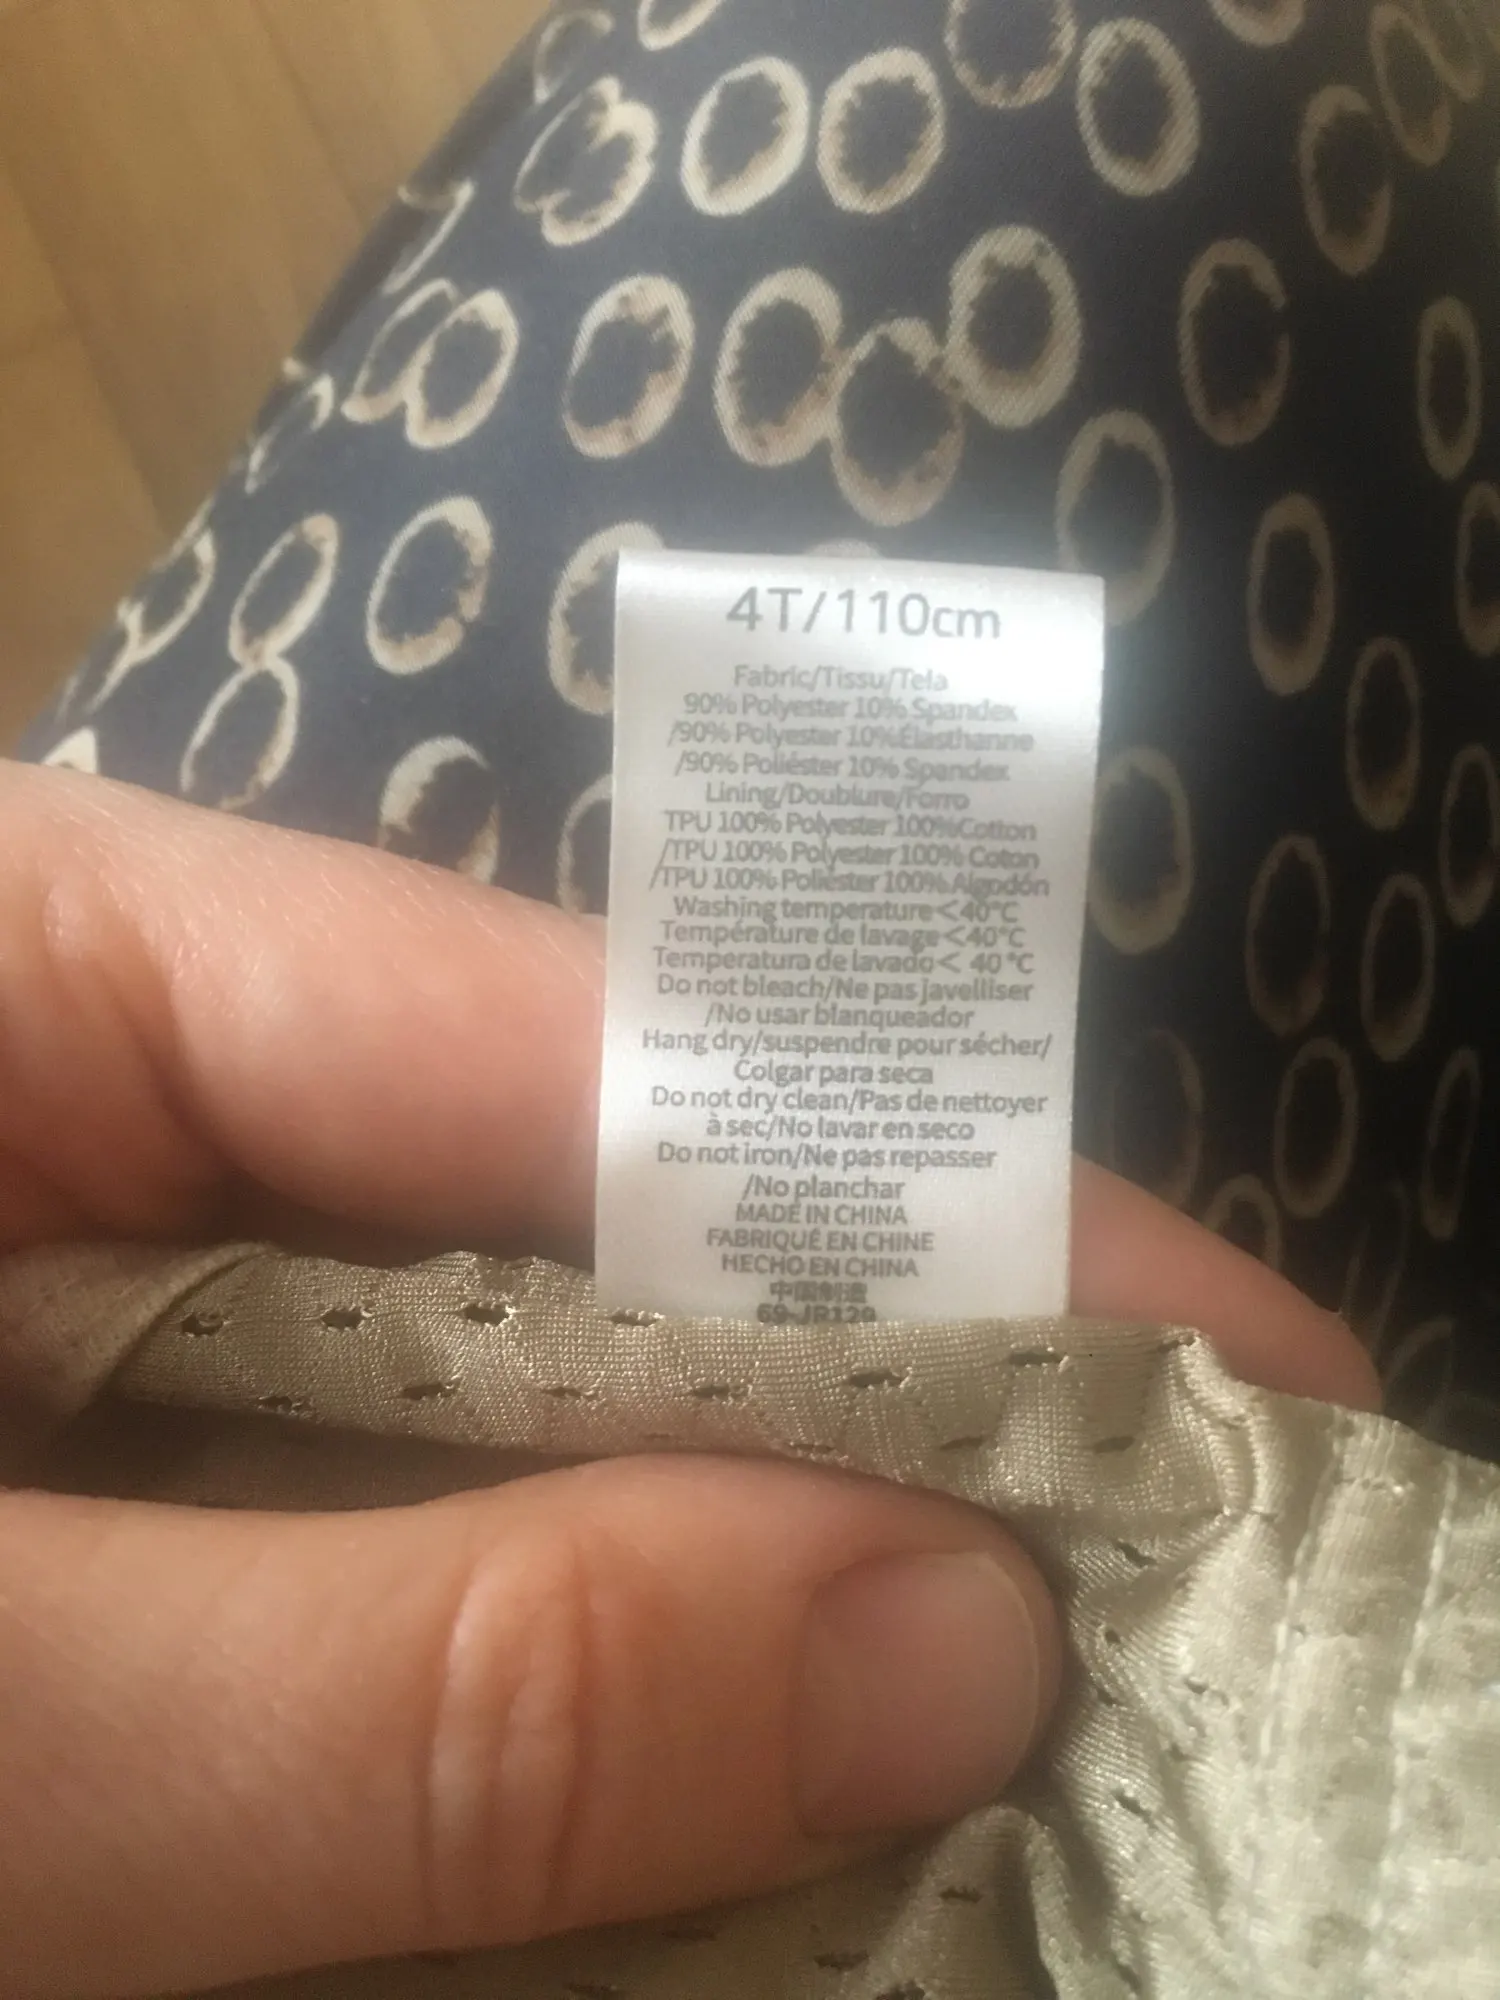 4T/110cm
Fabric/Tissu/Tela
90% Polyester 10% Spandex
/90% Polyester 10%Élasthanne
/90% Poliéster 10% Spandex
Lining/Doublure/Forro
TPU 100% Polyester 100%Cotton
/TPU 100% Polyester 100% Coton
/TPU 100% Poliéster 100% Algodón
Washing temperature<40°C
Température de lavage<40°C
Temperatura de lavado< 40 °C
Do not bleach/Ne pas javelliser
/No usar blanqueador
Hang dry/suspendre pour sécher/
Colgar para seca
Do not dry clean/Pas de nettoyer
à sec/No lavar en seco
Do not iron/Ne pas repasser
/No planchar
MADE IN CHINA
FABRIQUÉ EN CHINE
HECHO EN CHINA
中国制造
69-JR129